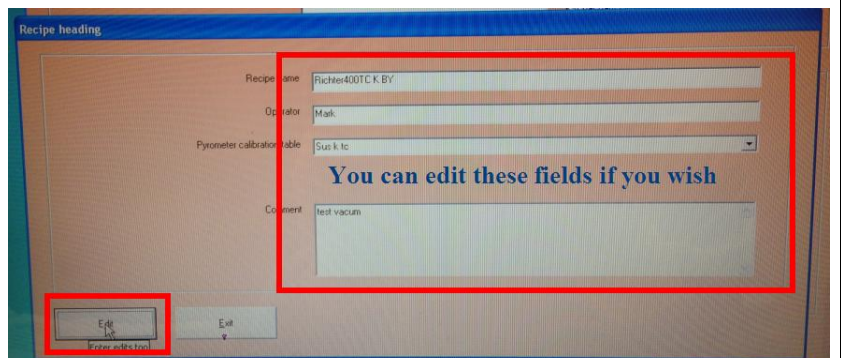 Recipe heading
Recipe name
Richter400TC K BY
Operator
Mark
Pyrometer calibration table
Sus k tc
You can edit these fields if you wish
Comment
test vacum
Edit
Exit
Enter edits top